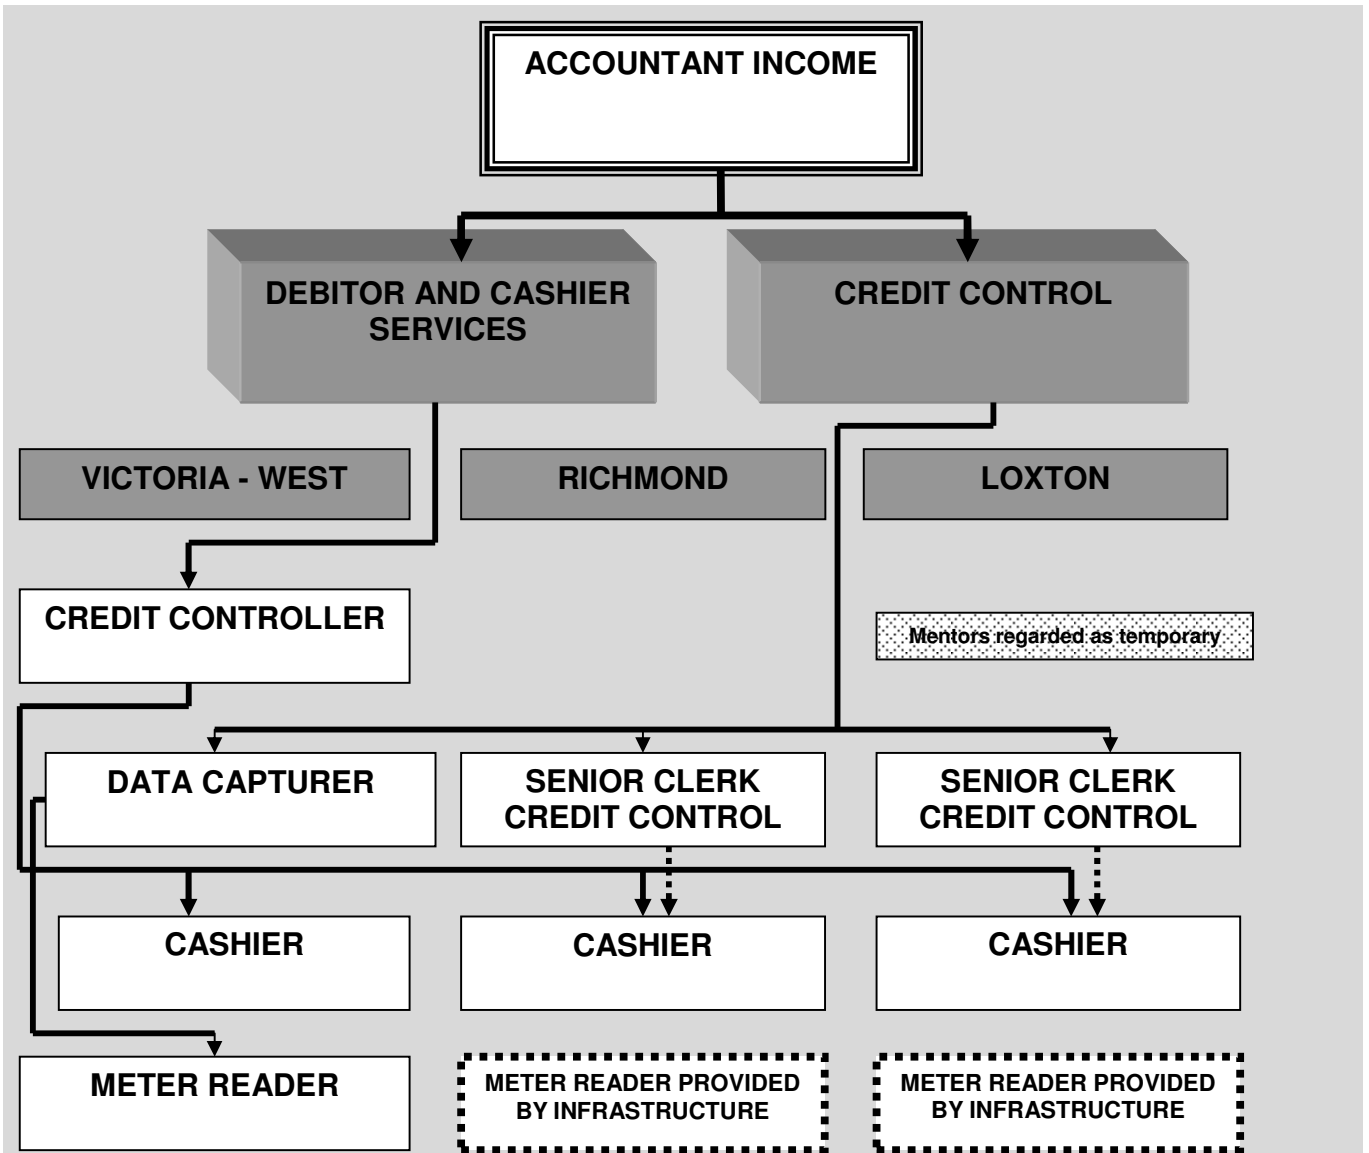 ACCOUNTANT INCOME
DEBITOR AND CASHIER
SERVICES
CREDIT CONTROL
VICTORIA - WEST
RICHMOND
LOXTON
CREDIT CONTROLLER
Mentors regarded as temporary
DATA CAPTURER
SENIOR CLERK
CREDIT CONTROL
SENIOR CLERK
CREDIT CONTROL
CASHIER
CASHIER
CASHIER
METER READER
METER READER PROVIDED
BY INFRASTRUCTURE
METER READER PROVIDED
BY INFRASTRUCTURE